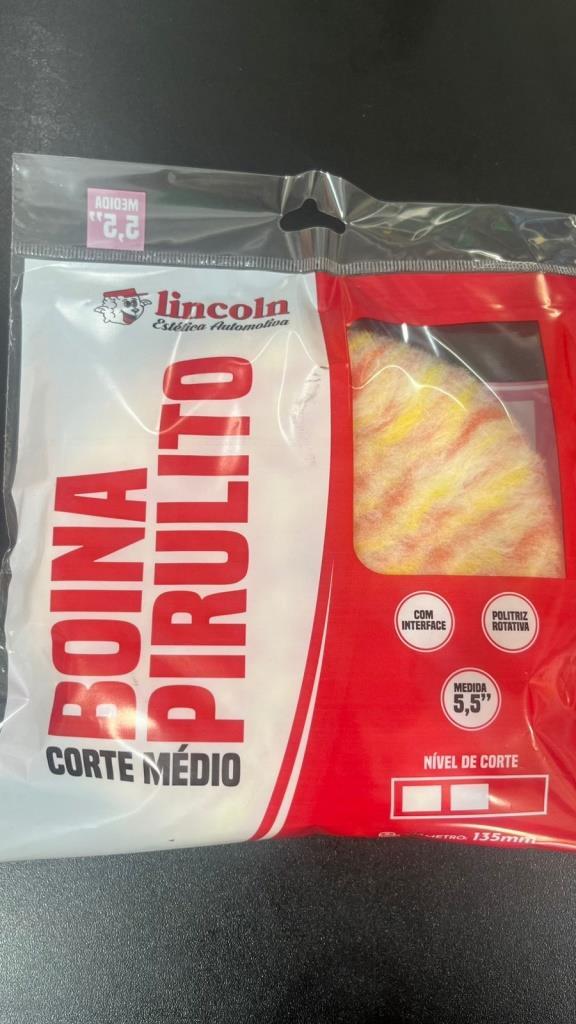 MEDIDA
5,5"
lincoln
Estética Automotiva
BOINA
PIRULITO
CORTE MÉDIO
COM
INTERFACE
POLITRIZ
ROTATIVA
MEDIDA
5,5”
NÍVEL DE CORTE
135mm